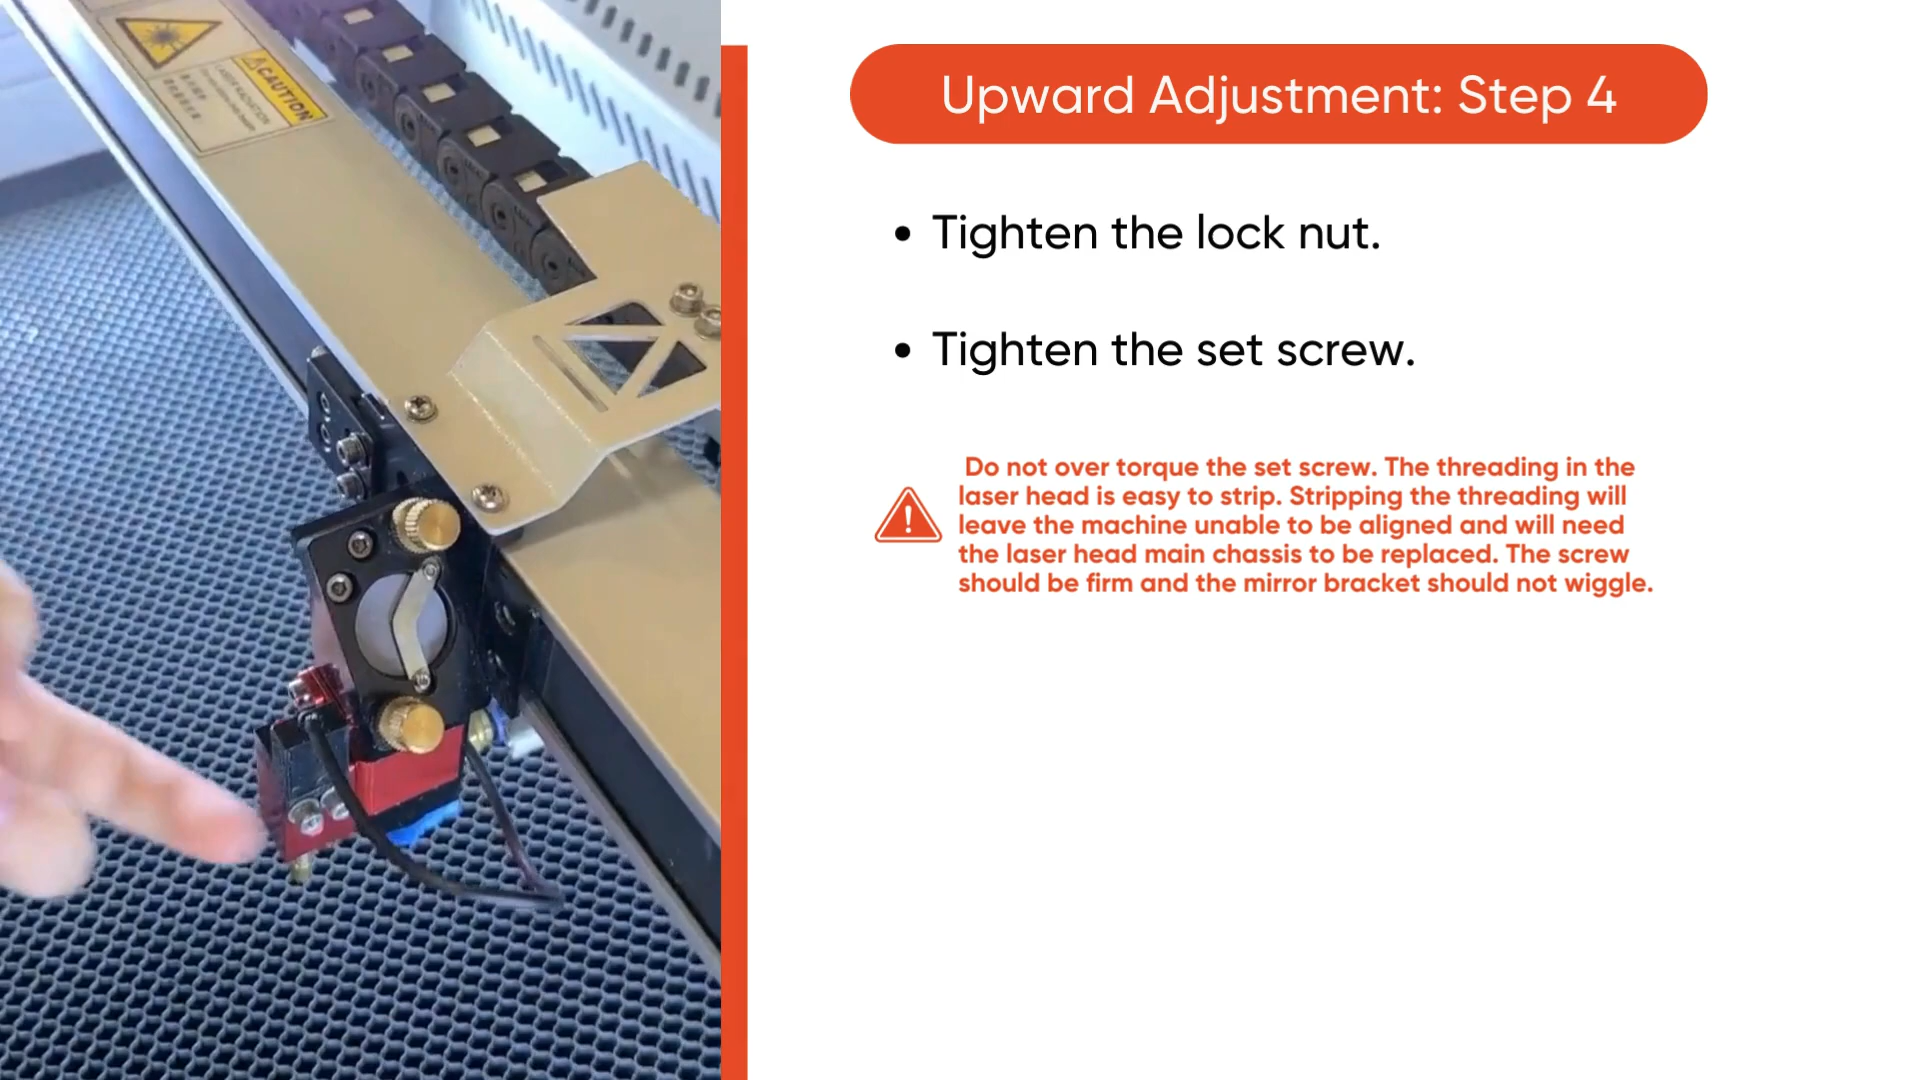 CAUTION
Upward Adjustment: Step 4
Tighten the lock nut.
Tighten the set screw.
Do not over torque the set screw. The threading in the
laser head is easy to strip. Stripping the threading will
leave the machine unable to be aligned and will need
the laser head main chassis to be replaced. The screw
should be firm and the mirror bracket should not wiggle.